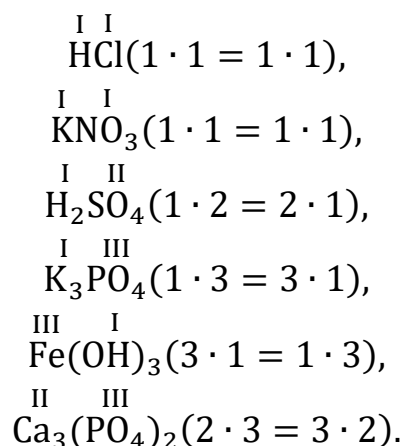 I I
HCl(1 · 1 = 1 · 1),
I I
KNO₃(1 · 1 = 1 · 1),
I II
H₂SO₄(1 · 2 = 2 · 1),
I III
K₃PO₄(1 · 3 = 3 · 1),
III I
Fe(OH)₃(3 · 1 = 1 · 3),
II III
Ca₃(PO₄)₂(2 · 3 = 3 · 2).